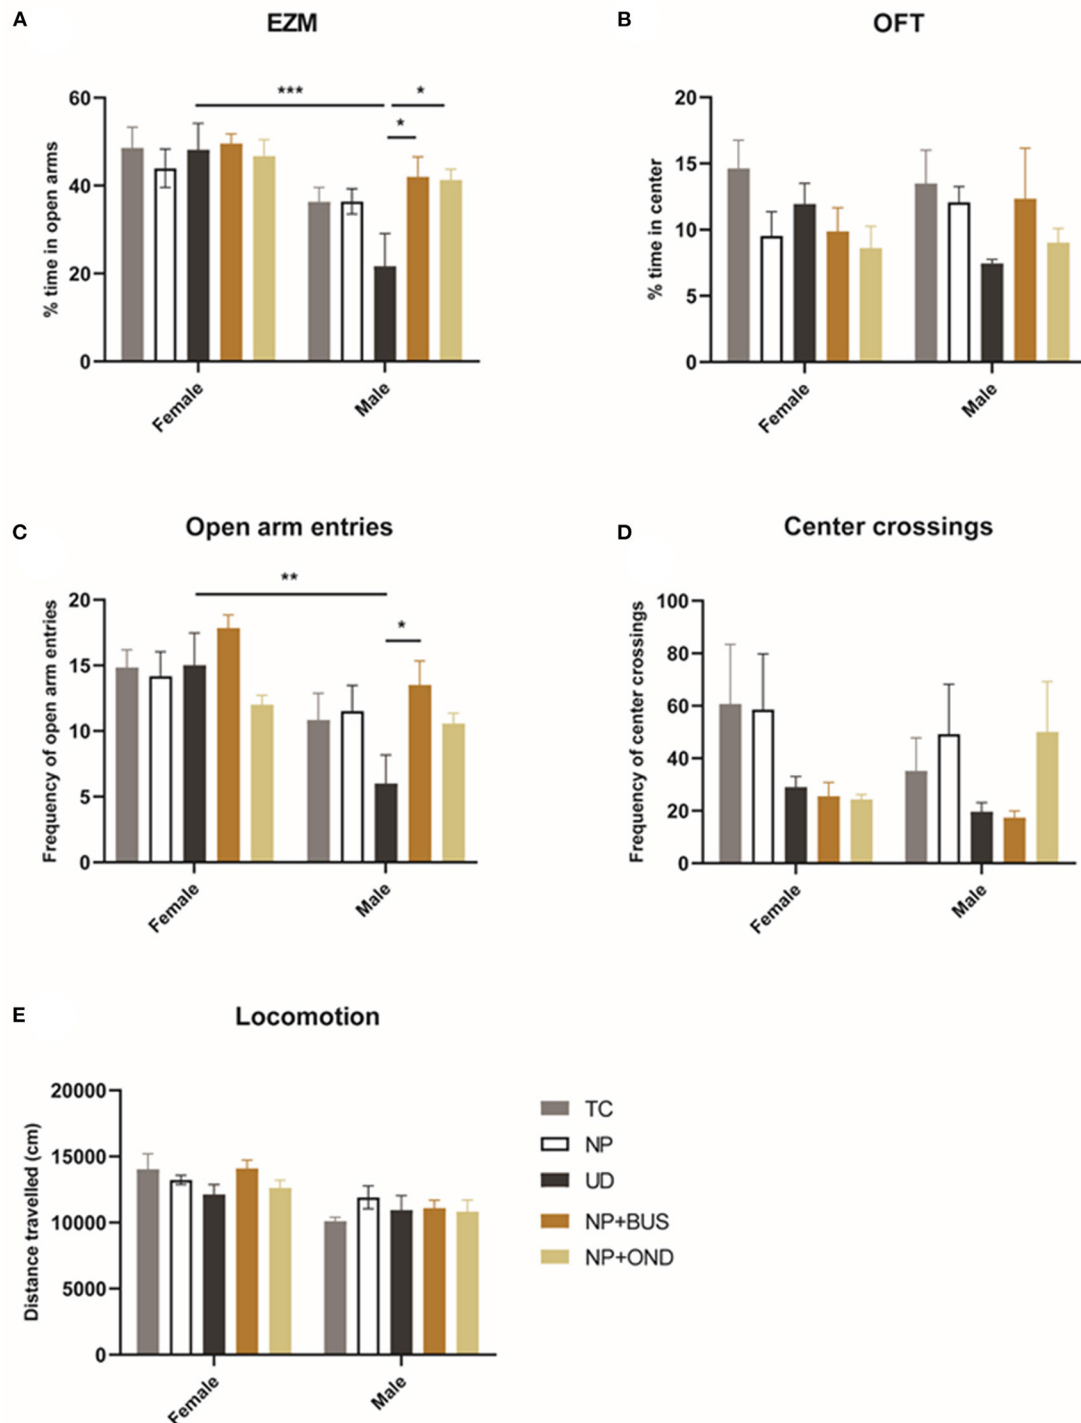 A
EZM
% time in open arms
60
40
20
0
***
*
*
Female
Male
B
OFT
% time in center
20
15
10
5
0
Female
Male
C
Open arm entries
Frequency of open arm entries
20
15
10
5
0
**
*
Female
Male
D
Center crossings
Frequency of center crossings
100
80
60
40
20
0
Female
Male
E
Locomotion
Distance travelled (cm)
20000
15000
10000
5000
0
Female
Male
TC
NP
UD
NP+BUS
NP+OND